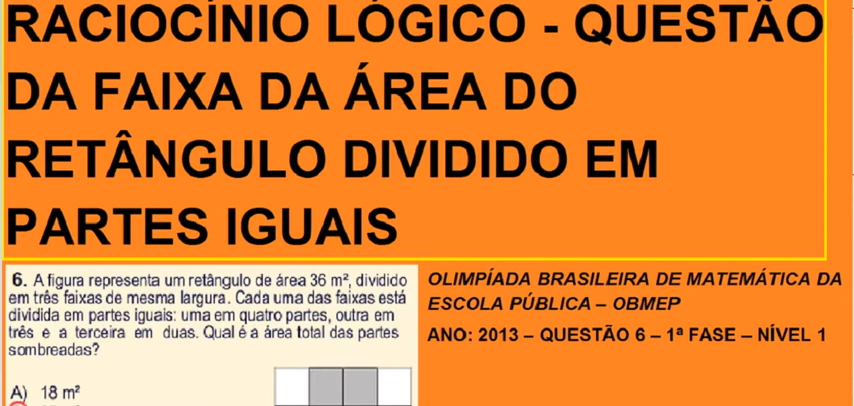 RACIOCÍNIO LÓGICO - QUESTÃO
DA FAIXA DA ÁREA DO
RETÂNGULO DIVIDIDO EM
PARTES IGUAIS
6. A figura representa um retângulo de área 36 m², dividido
em três faixas de mesma largura. Cada uma das faixas está
dividida em partes iguais: uma em quatro partes, outra em
três e a terceira em duas. Qual é a área total das partes
sombreadas?
A) 18 m²
OLIMPÍADA BRASILEIRA DE MATEMÁTICA DA
ESCOLA PÚBLICA – OBMEP
ANO: 2013 – QUESTÃO 6 – 1ª FASE – NÍVEL 1